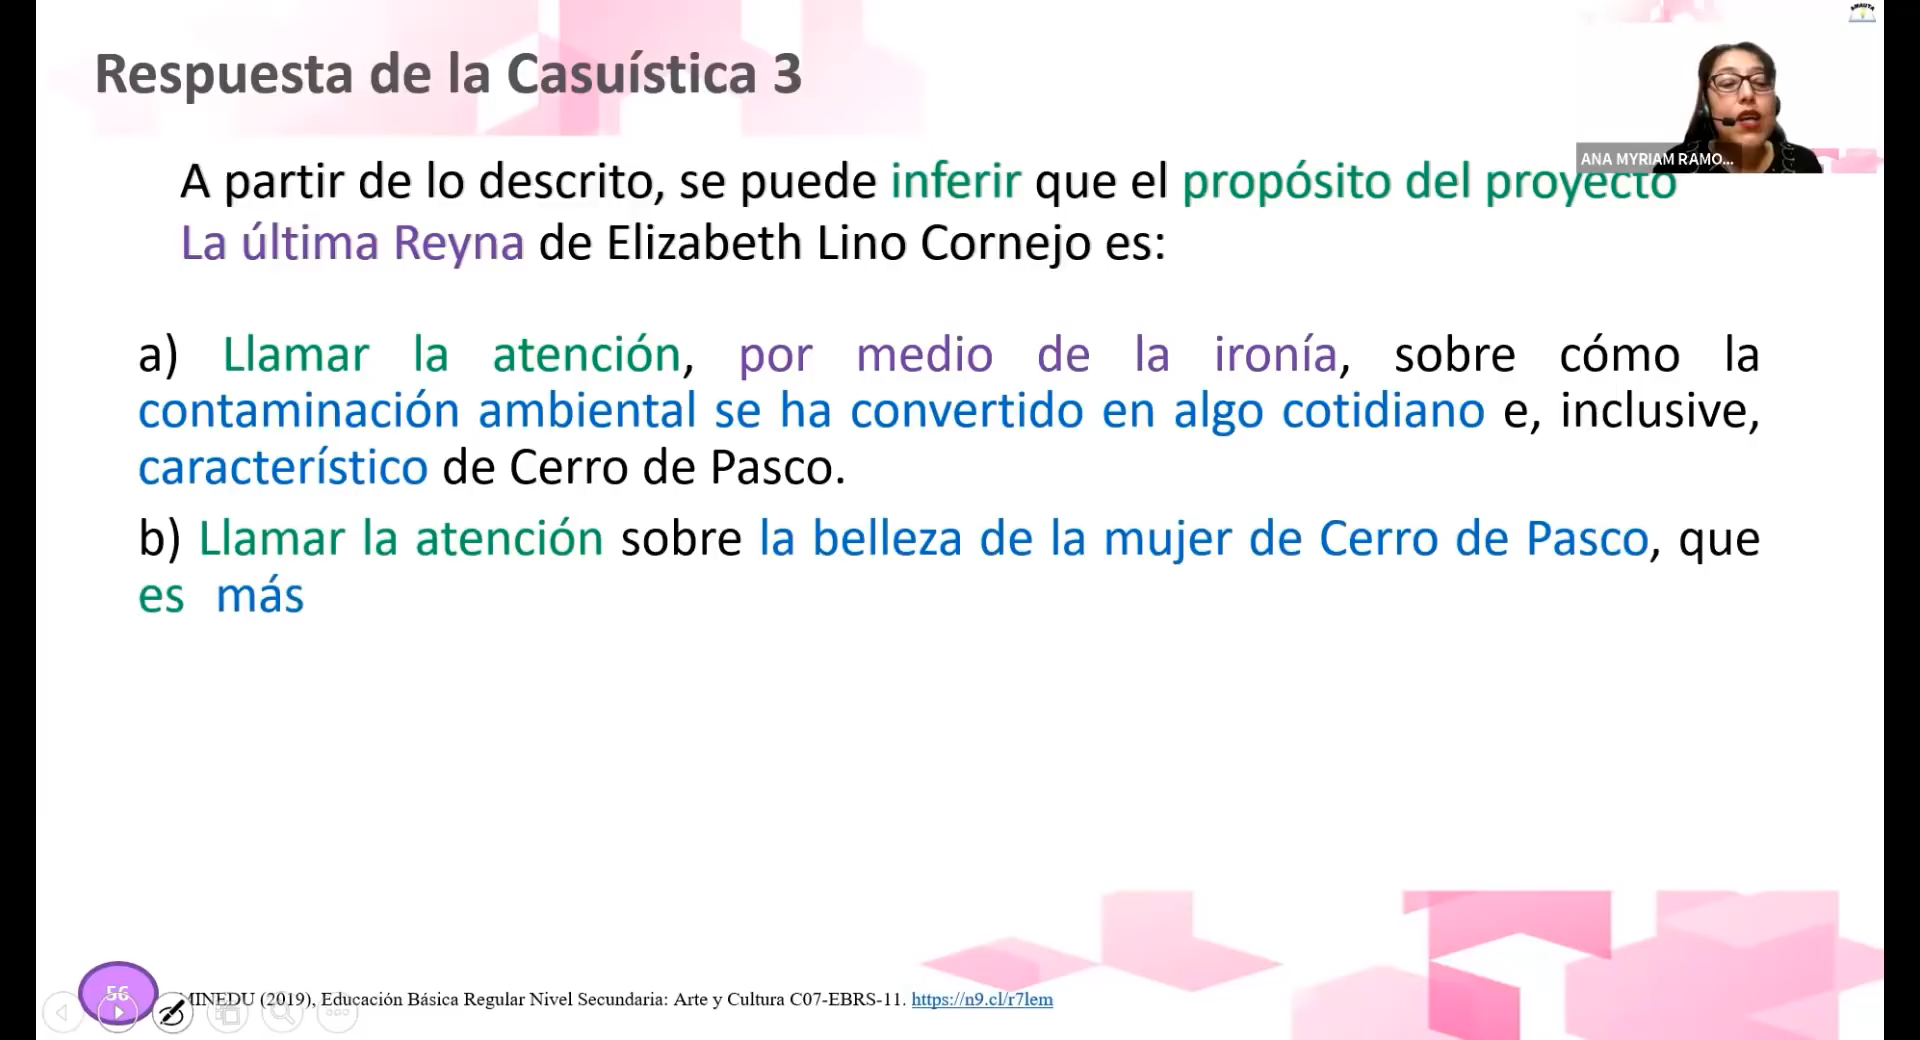 Respuesta de la Casuística 3
AMAUTA
ANA MYRIAM RAMO...
A partir de lo descrito, se puede inferir que el propósito del proyecto
La última Reyna de Elizabeth Lino Cornejo es:
a) Llamar la atención, por medio de la ironía, sobre cómo la
contaminación ambiental se ha convertido en algo cotidiano e, inclusive,
característico de Cerro de Pasco.
b) Llamar la atención sobre la belleza de la mujer de Cerro de Pasco, que
es más
56
MINEDU (2019), Educación Básica Regular Nivel Secundaria: Arte y Cultura C07-EBRS-11. https://n9.cl/r7lem